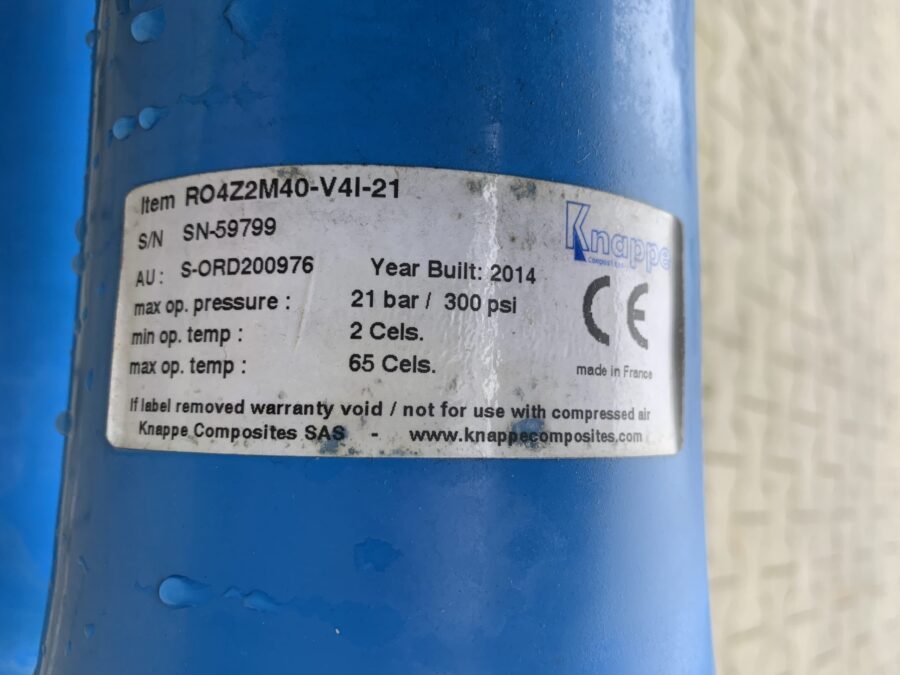 Item RO4Z2M40-V4I-21
S/N SN-59799
AU: S-ORD200976 Year Built: 2014
max op. pressure : 21 bar / 300 psi
min op. temp : 2 Cels.
max op. temp : 65 Cels.
Knappe
Composites
made in France
If label removed warranty void / not for use with compressed air
Knappe Composites SAS - www.knappecomposites.com